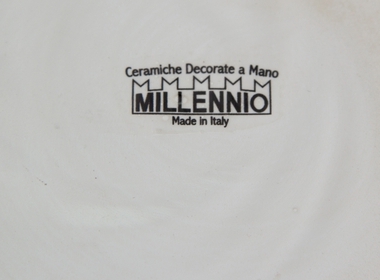 Ceramiche Decorate a Mano
MILLENNIO
Made in Italy